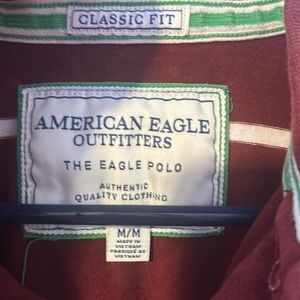 CLASSIC FIT
AMERICAN EAGLE
OUTFITTERS
THE EAGLE POLO
AUTHENTIC
QUALITY CLOTHING
M/M
MADE IN
VIETNAM
FABRIQUÉ AU
VIETNAM